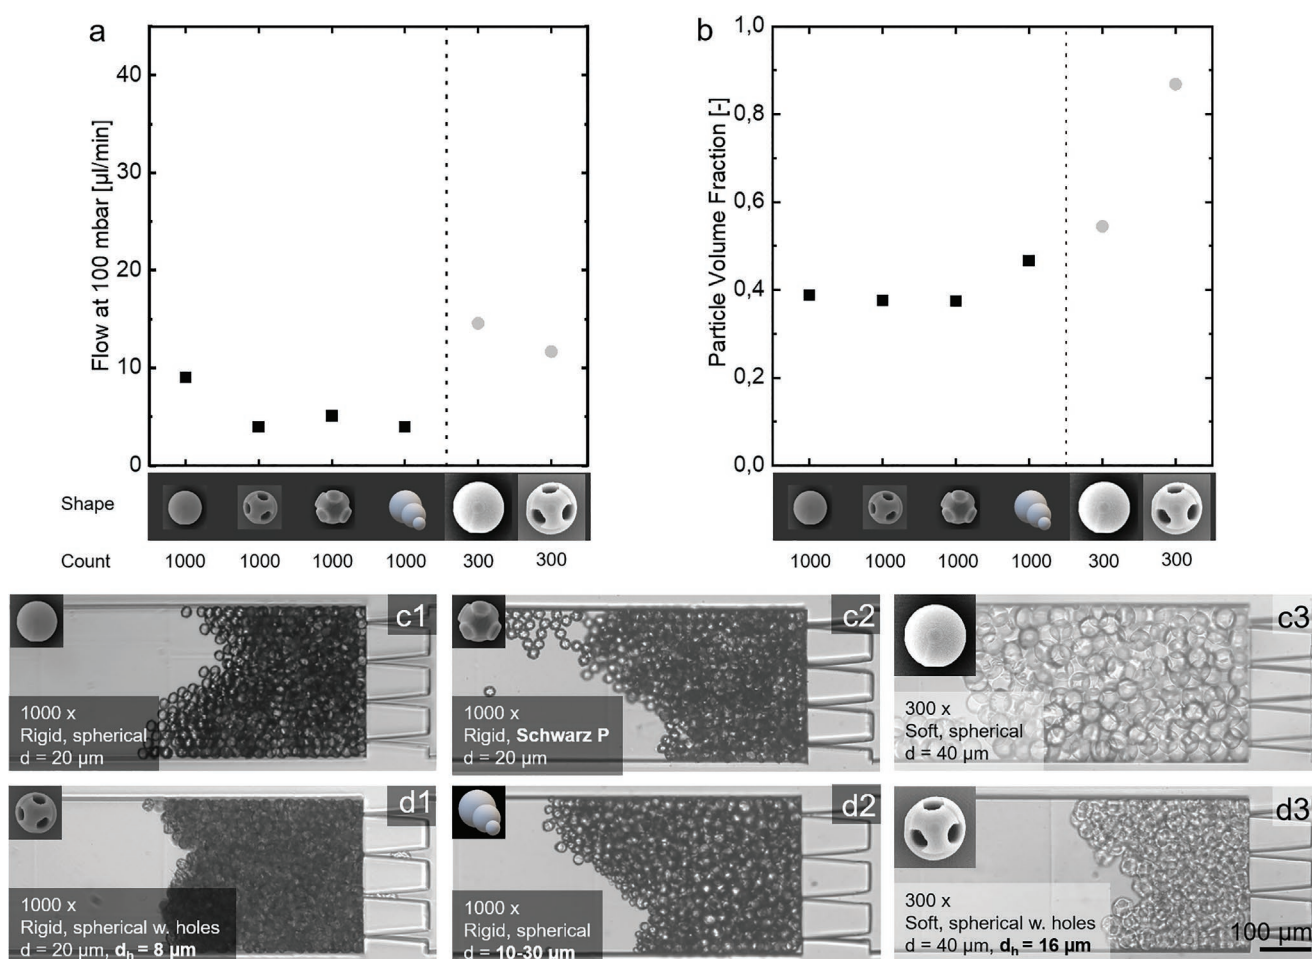 a
Flow at 100 mbar [µl/min]
40
30
20
10
0
b
Particle Volume Fraction [-]
1,0
0,8
0,6
0,4
0,2
0,0
Shape
Count
1000 1000 1000 1000 300 300
1000 1000 1000 1000 300 300
c1
1000 x
Rigid, spherical
d = 20 µm
c2
1000 x
Rigid, Schwarz P
d = 20 µm
c3
300 x
Soft, spherical
d = 40 µm
d1
1000 x
Rigid, spherical w. holes
d = 20 µm, dₕ = 8 µm
d2
1000 x
Rigid, spherical
d = 10-30 µm
d3
300 x
Soft, spherical w. holes
d = 40 µm, dₕ = 16 µm
100 µm